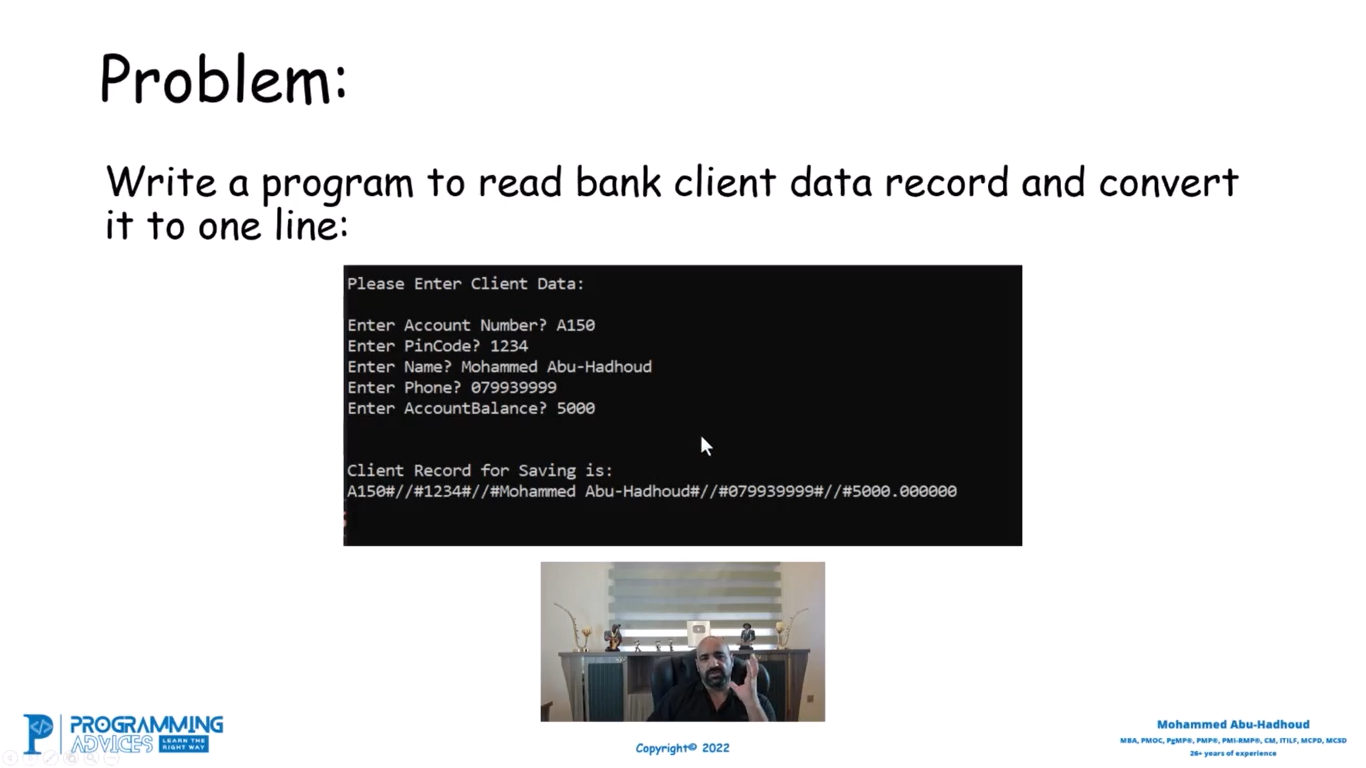 Problem:
Write a program to read bank client data record and convert
it to one line:
Please Enter Client Data:
Enter Account Number? A150
Enter PinCode? 1234
Enter Name? Mohammed Abu-Hadhoud
Enter Phone? 079939999
Enter AccountBalance? 5000
Client Record for Saving is:
A150#//#1234#//#Mohammed Abu-Hadhoud#//#079939999#//#5000.000000
PROGRAMMING
ADVICES LEARN THE
RIGHT WAY
Copyright© 2022
Mohammed Abu-Hadhoud
MBA, PMOC, PgMP®, PMP®, PMI-RMP®, CM, ITILF, MCPD, MCSD
26+ years of experience